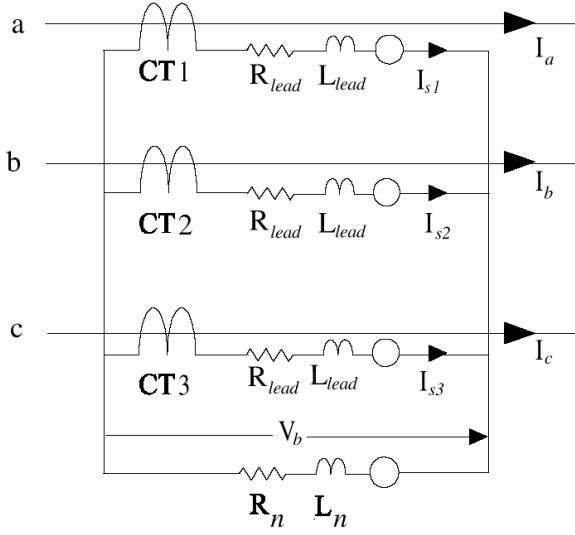 a
CT1 R_lead L_lead I_s1 I_a
b
CT2 R_lead L_lead I_s2 I_b
c
CT3 R_lead L_lead I_s3 I_c
V_b
R_n L_n